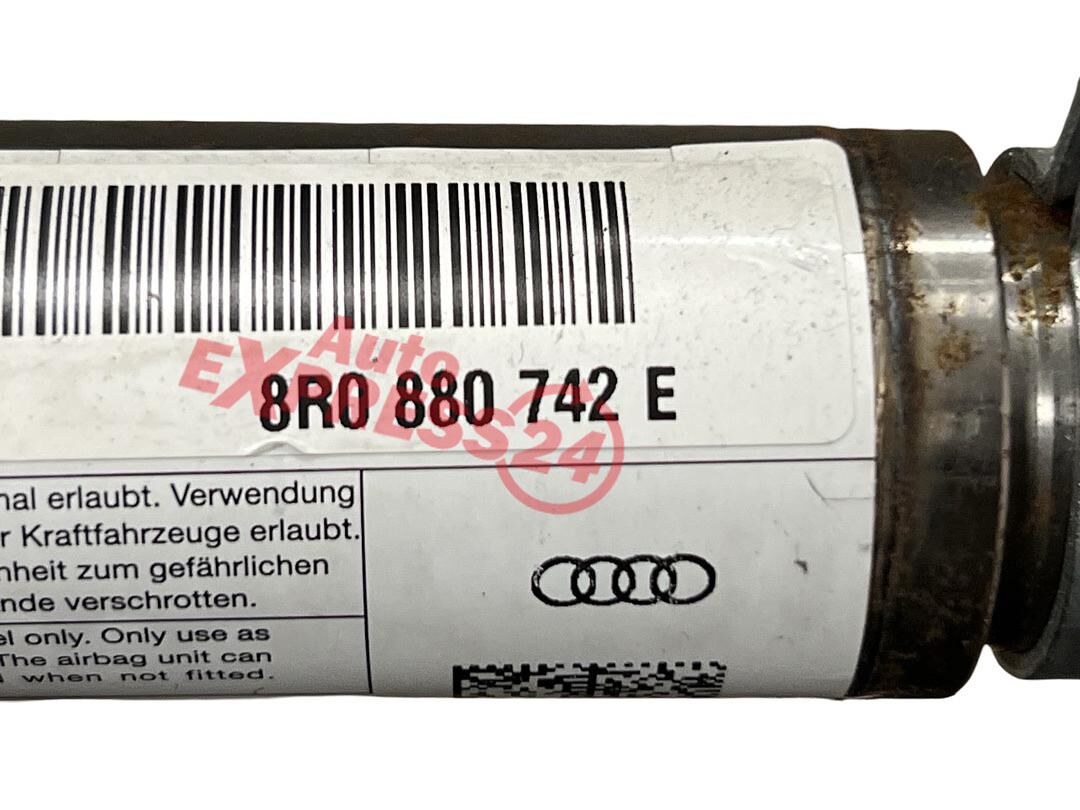 Auto
EXPRESS24
8R0 880 742 E
nal erlaubt. Verwendung
r Kraftfahrzeuge erlaubt.
nheit zum gefährlichen
nde verschrotten.
el only. Only use as
The airbag unit can
when not fitted.